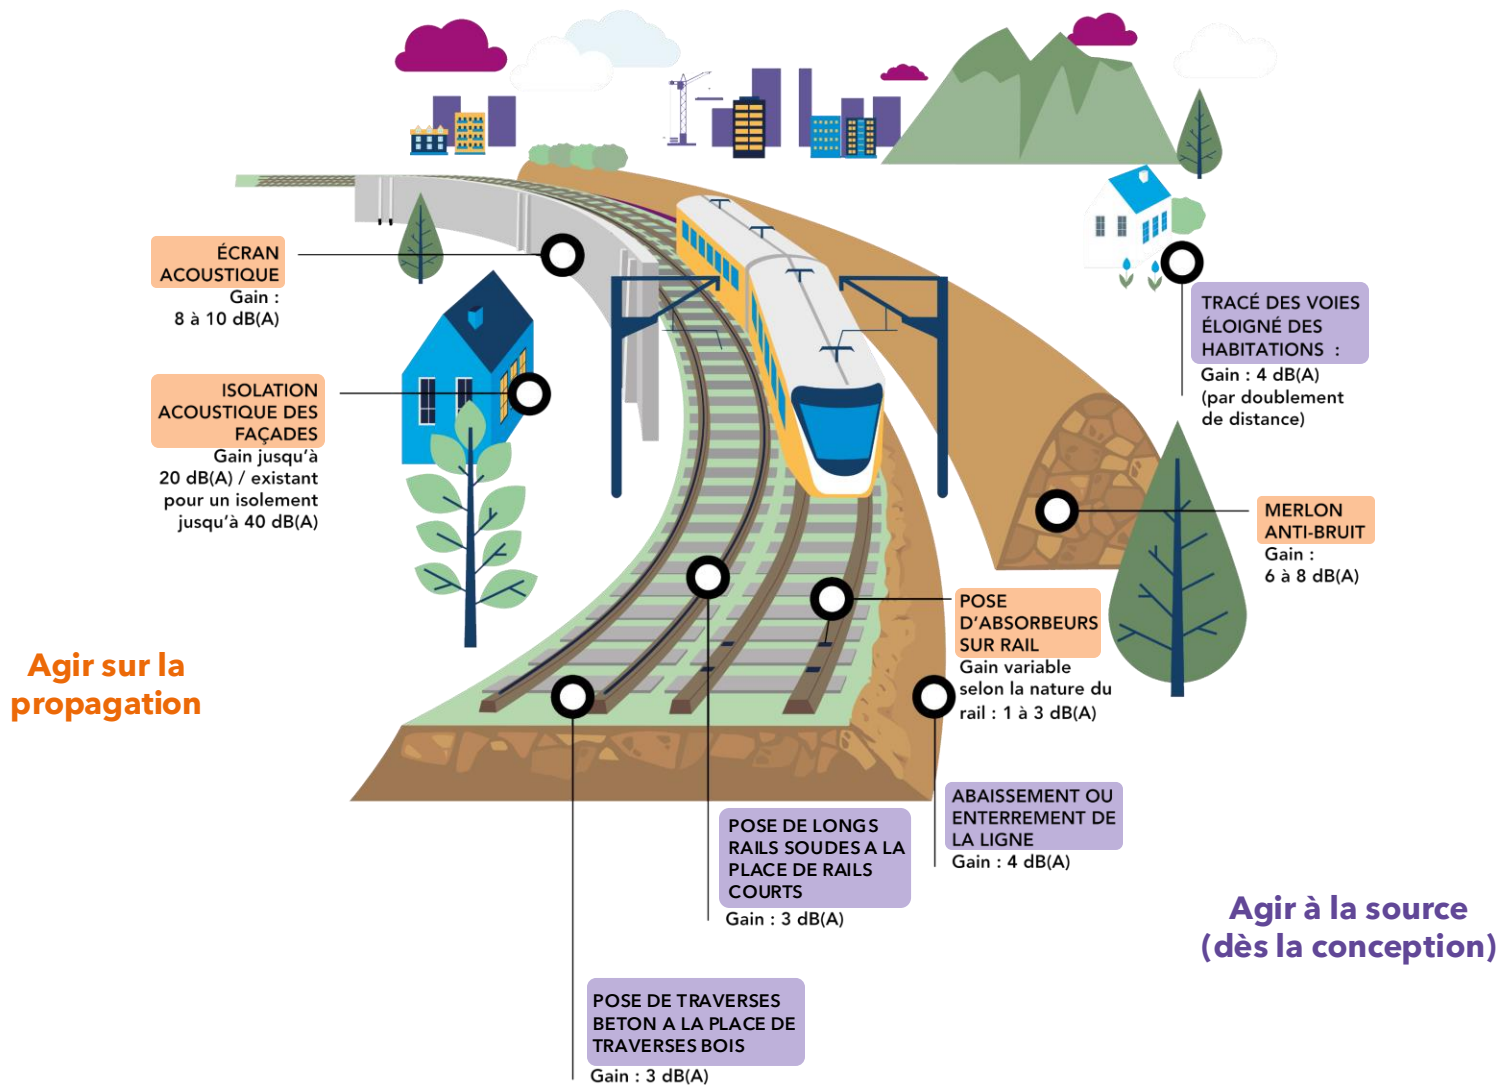 ÉCRAN
ACOUSTIQUE
Gain :
8 à 10 dB(A)
ISOLATION
ACOUSTIQUE DES
FAÇADES
Gain jusqu'à
20 dB(A) / existant
pour un isolement
jusqu'à 40 dB(A)
TRACÉ DES VOIES
ÉLOIGNÉ DES
HABITATIONS :
Gain : 4 dB(A)
(par doublement
de distance)
MERLON
ANTI-BRUIT
Gain :
6 à 8 dB(A)
POSE
D'ABSORBEURS
SUR RAIL
Gain variable
selon la nature du
rail : 1 à 3 dB(A)
Agir sur la
propagation
ABAISSEMENT OU
ENTERREMENT DE
LA LIGNE
Gain : 4 dB(A)
POSE DE LONGS
RAILS SOUDES A LA
PLACE DE RAILS
COURTS
Gain : 3 dB(A)
Agir à la source
(dès la conception)
POSE DE TRAVERSES
BETON A LA PLACE DE
TRAVERSES BOIS
Gain : 3 dB(A)